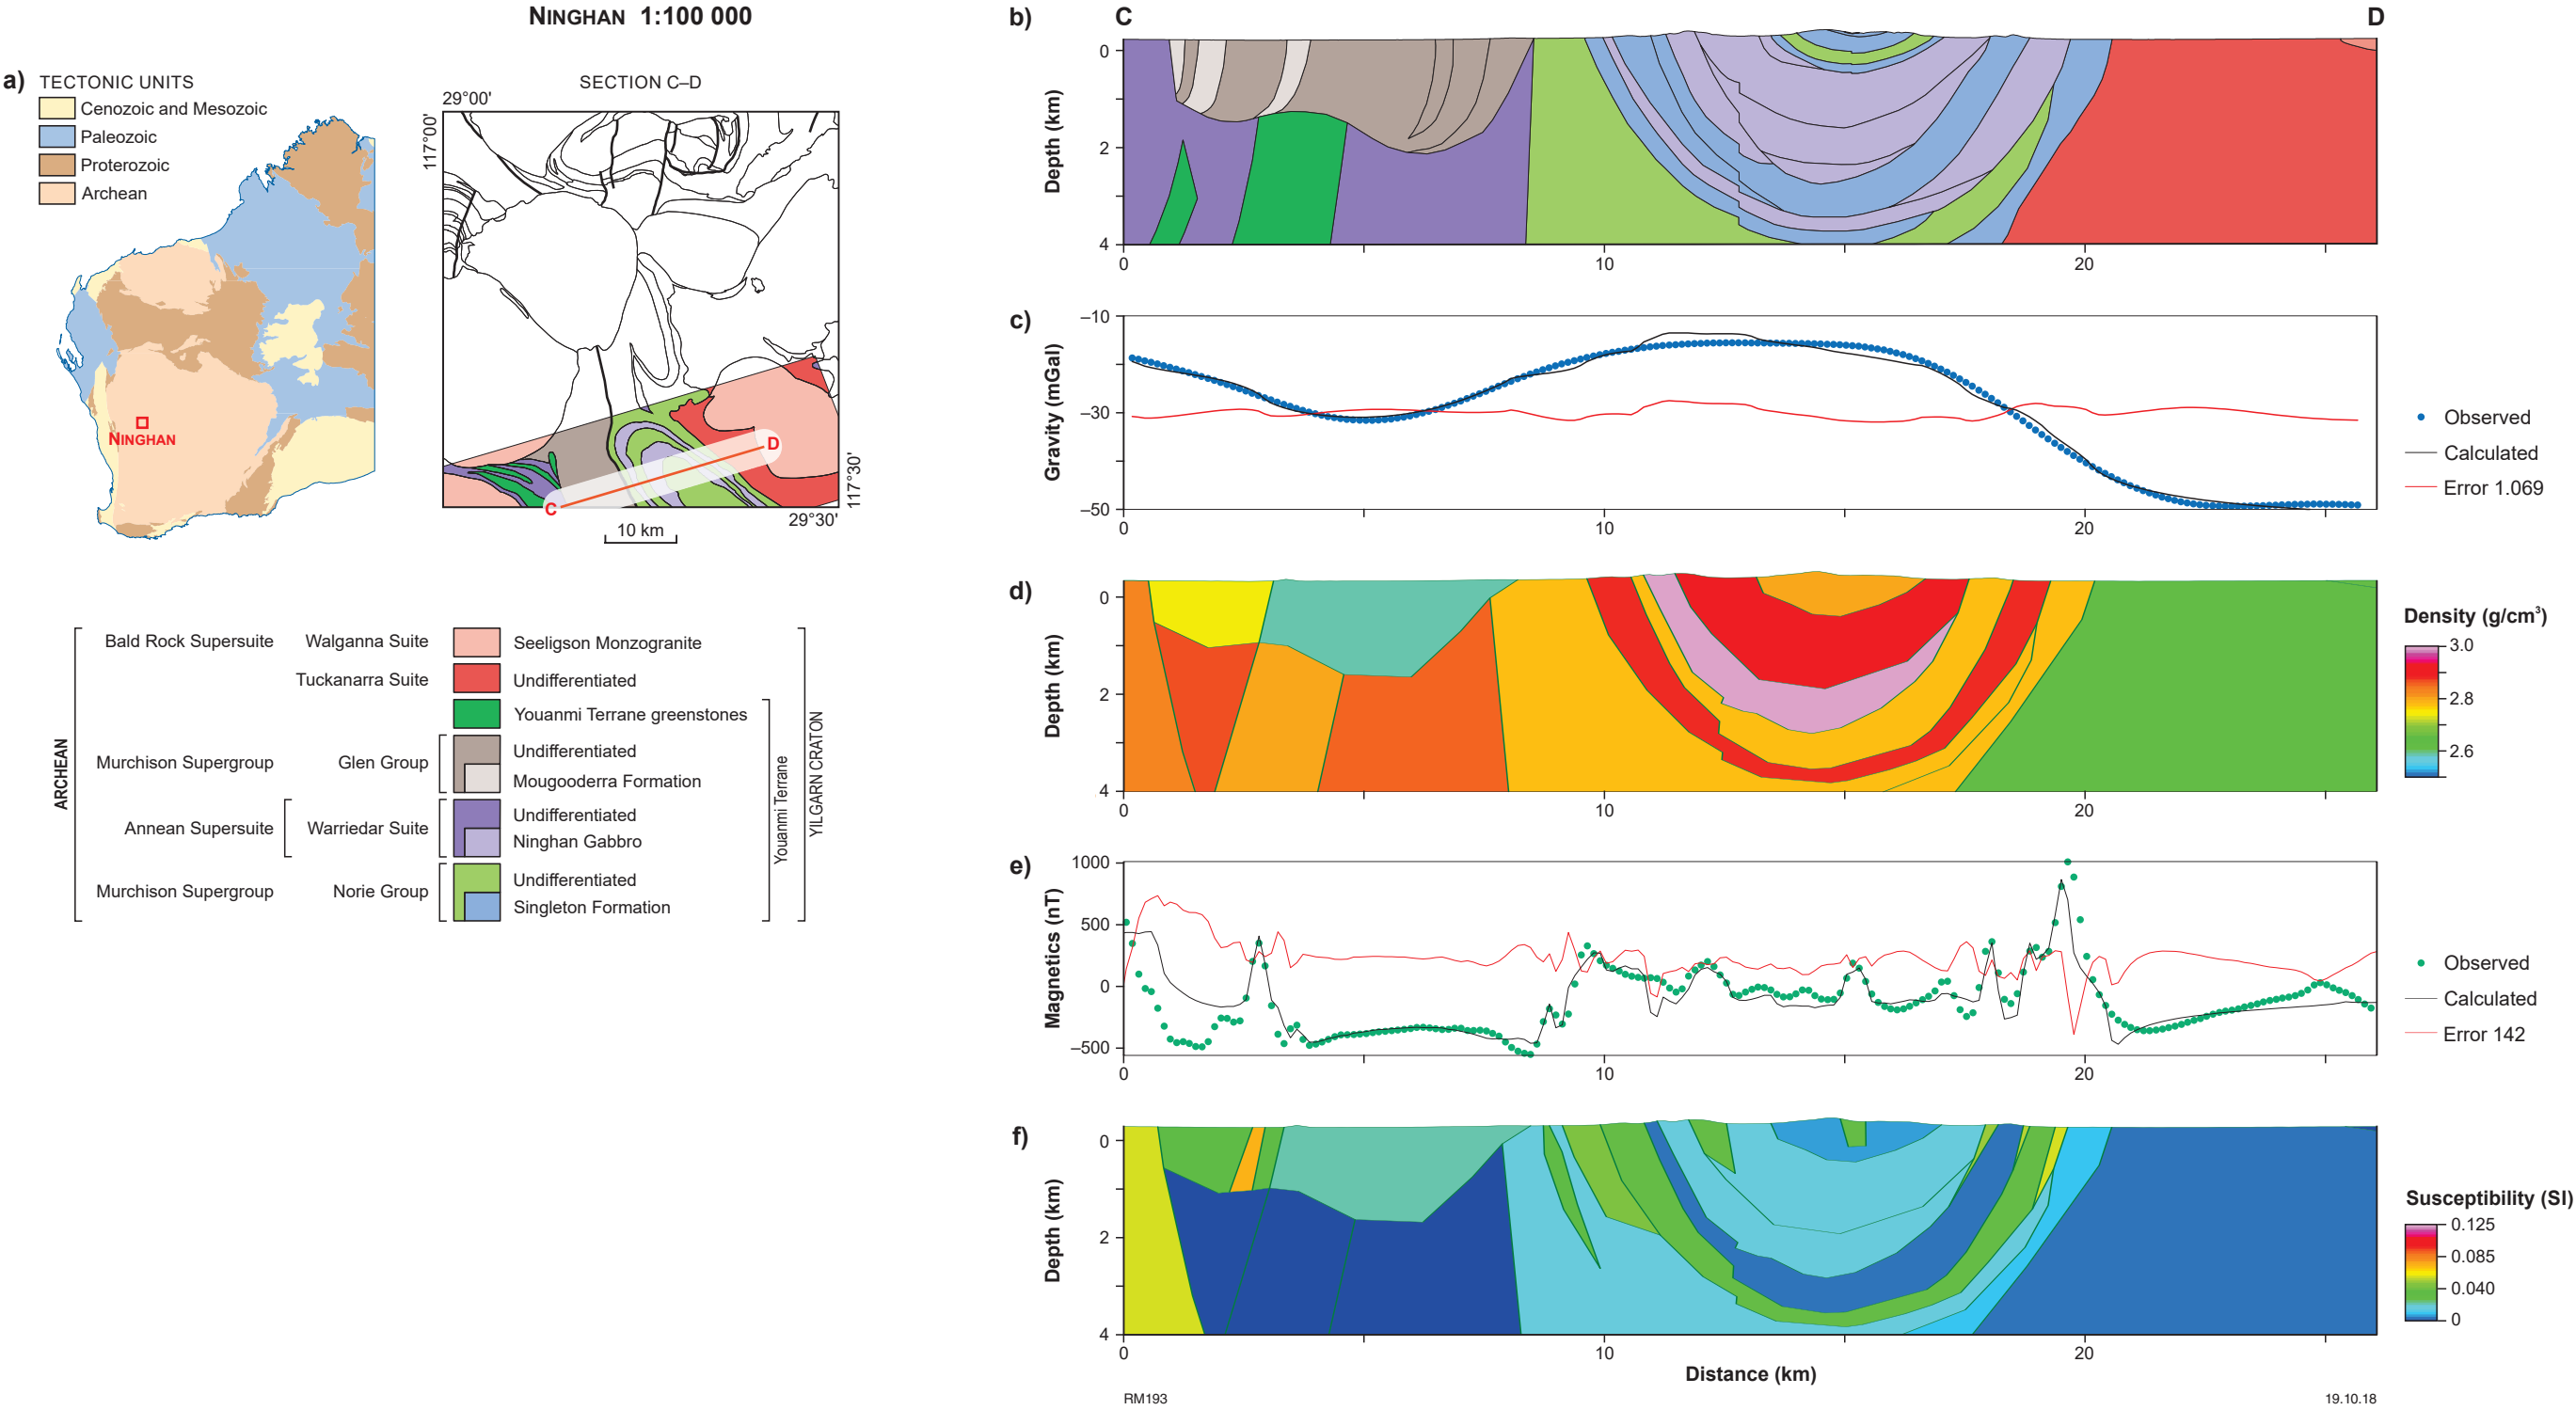 NINGHAN 1:100 000
a)
TECTONIC UNITS
Cenozoic and Mesozoic
Paleozoic
Proterozoic
Archean
NINGHAN
SECTION C–D
29°00'
117°00'
C
D
117°30'
29°30'
10 km
ARCHEAN
Bald Rock Supersuite Walganna Suite Seeligson Monzogranite
Tuckanarra Suite Undifferentiated
Youanmi Terrane greenstones
Murchison Supergroup Glen Group Undifferentiated
Mougooderra Formation
Annean Supersuite Warriedar Suite Undifferentiated
Ninghan Gabbro
Murchison Supergroup Norie Group Undifferentiated
Singleton Formation
Youanmi Terrane
YILGARN CRATON
b) C D
Depth (km)
0
2
4
0 10 20
c)
Gravity (mGal)
–10
–30
–50
0 10 20
Observed
Calculated
Error 1.069
d)
Depth (km)
0
2
4
0 10 20
Density (g/cm³)
3.0
2.8
2.6
e)
Magnetics (nT)
1000
500
0
–500
0 10 20
Observed
Calculated
Error 142
f)
Depth (km)
0
2
4
0 10 20
Distance (km)
Susceptibility (SI)
0.125
0.085
0.040
0
RM193 19.10.18